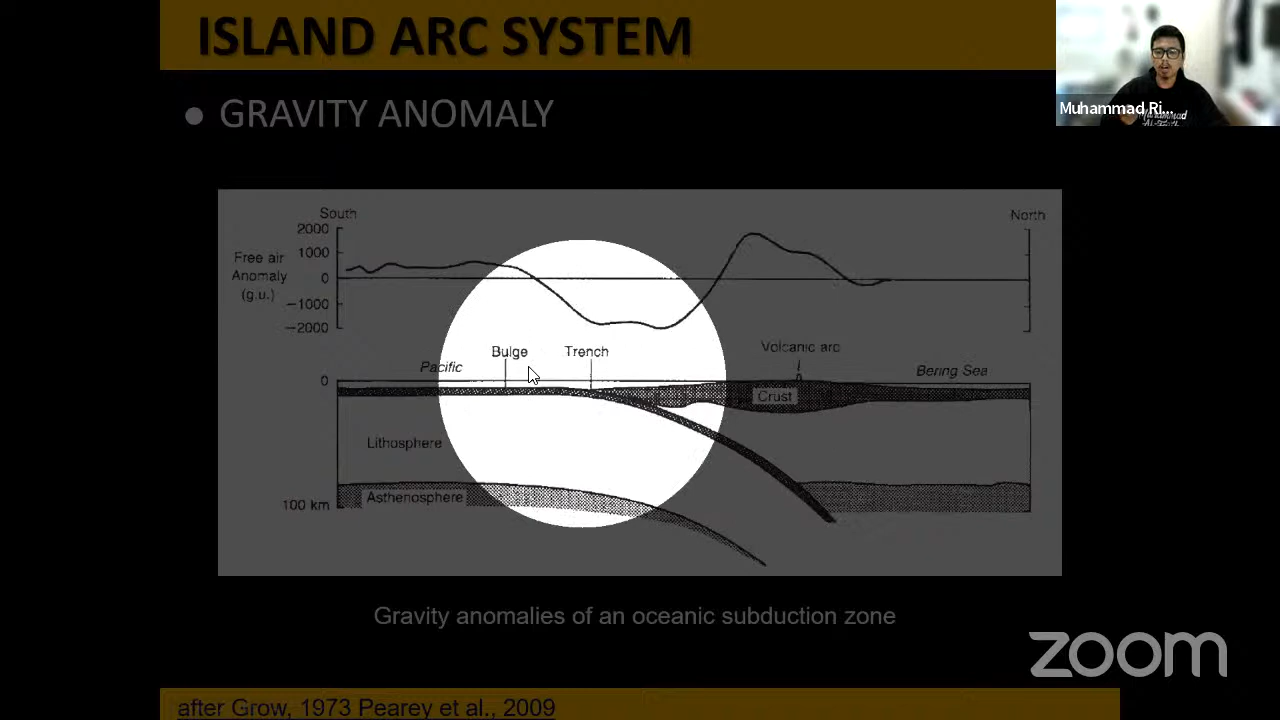 ISLAND ARC SYSTEM
● GRAVITY ANOMALY
Muhammad Ri...
South
North
2000
1000
0
−1000
−2000
Free air
Anomaly
(g.u.)
Bulge
Trench
Volcanic arc
Pacific
Bering Sea
0
Crust
Lithosphere
Asthenosphere
100 km
Gravity anomalies of an oceanic subduction zone
zoom
after Grow, 1973 Pearey et al., 2009